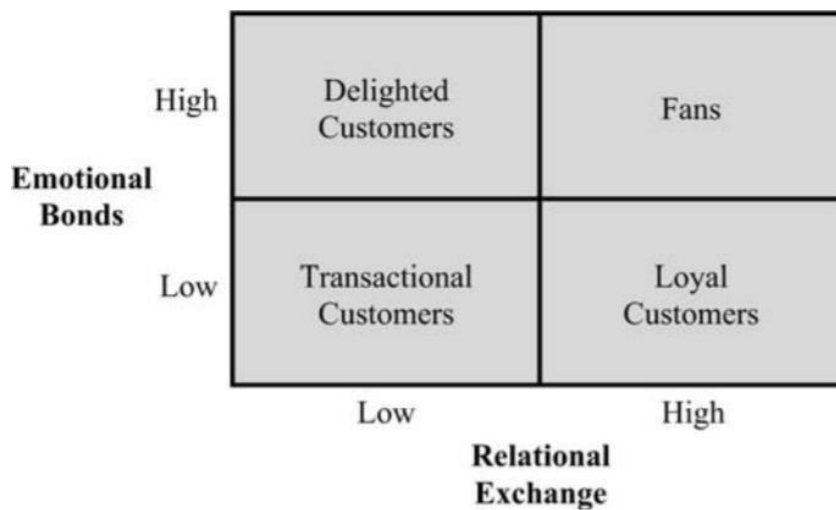 High
Delighted
Customers
Fans
Emotional
Bonds
Low
Transactional
Customers
Loyal
Customers
Low
High
Relational
Exchange